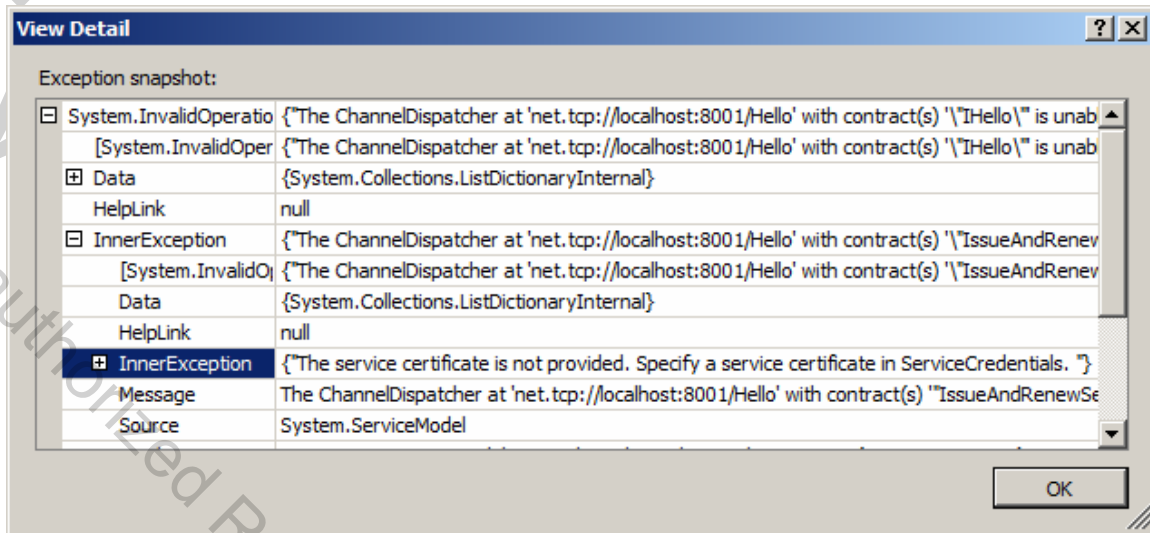 View Detail
Exception snapshot:
System.InvalidOperatio {"The ChannelDispatcher at 'net.tcp://localhost:8001/Hello' with contract(s) '\"IHello\"' is unab
[System.InvalidOper {"The ChannelDispatcher at 'net.tcp://localhost:8001/Hello' with contract(s) '\"IHello\"' is unab
Data {System.Collections.ListDictionaryInternal}
HelpLink null
InnerException {"The ChannelDispatcher at 'net.tcp://localhost:8001/Hello' with contract(s) '\"IssueAndRenew
[System.InvalidO {"The ChannelDispatcher at 'net.tcp://localhost:8001/Hello' with contract(s) '\"IssueAndRenew
Data {System.Collections.ListDictionaryInternal}
HelpLink null
InnerException {"The service certificate is not provided. Specify a service certificate in ServiceCredentials. "}
Message The ChannelDispatcher at 'net.tcp://localhost:8001/Hello' with contract(s) '"IssueAndRenewSe
Source System.ServiceModel
OK